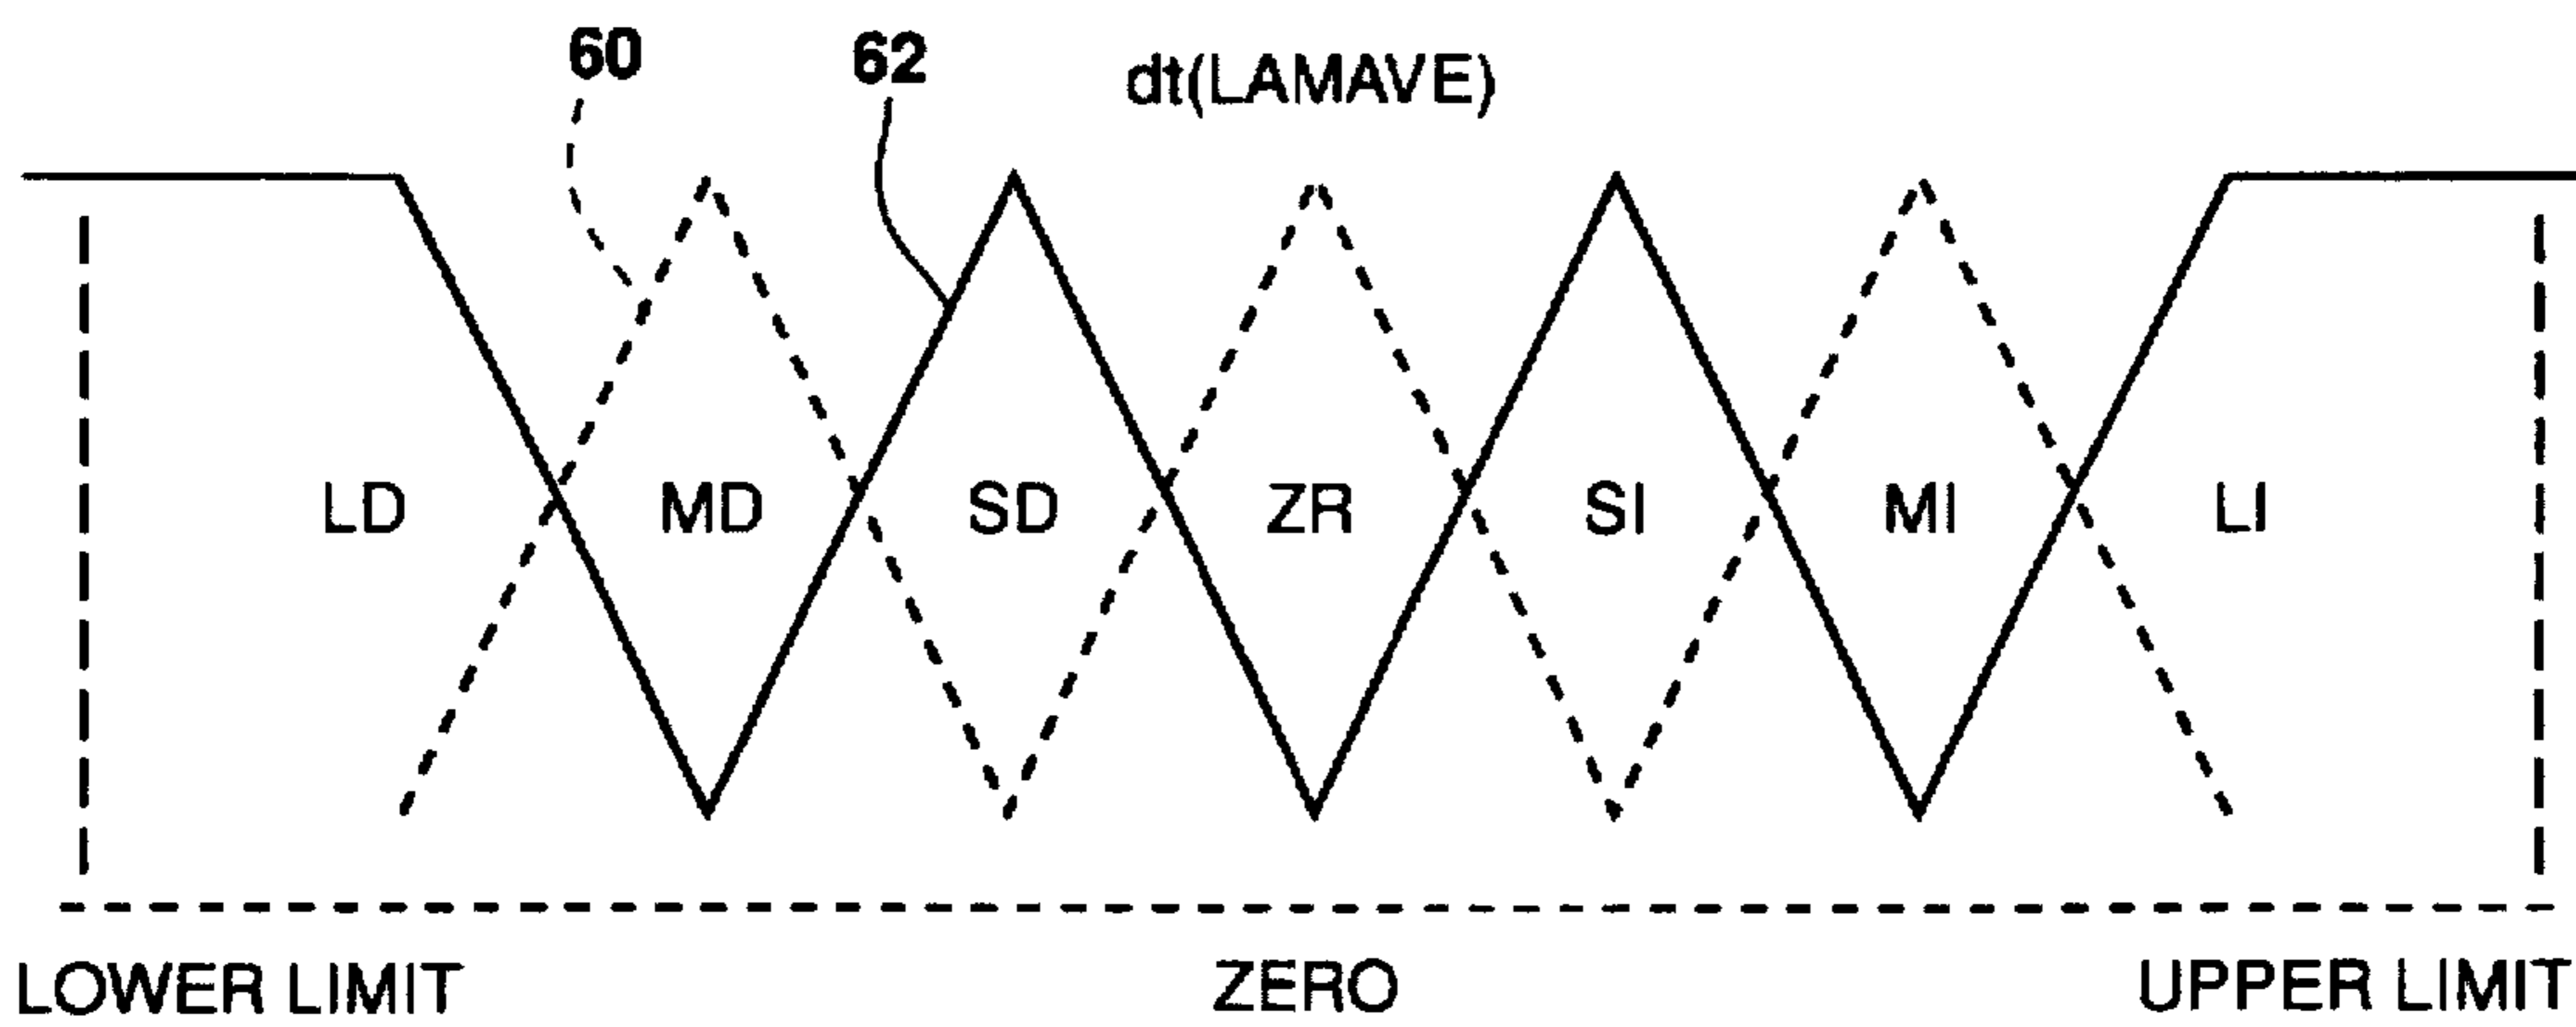 60 62 dt(LAMAVE)
LD MD SD ZR SI MI LI
LOWER LIMIT ZERO UPPER LIMIT